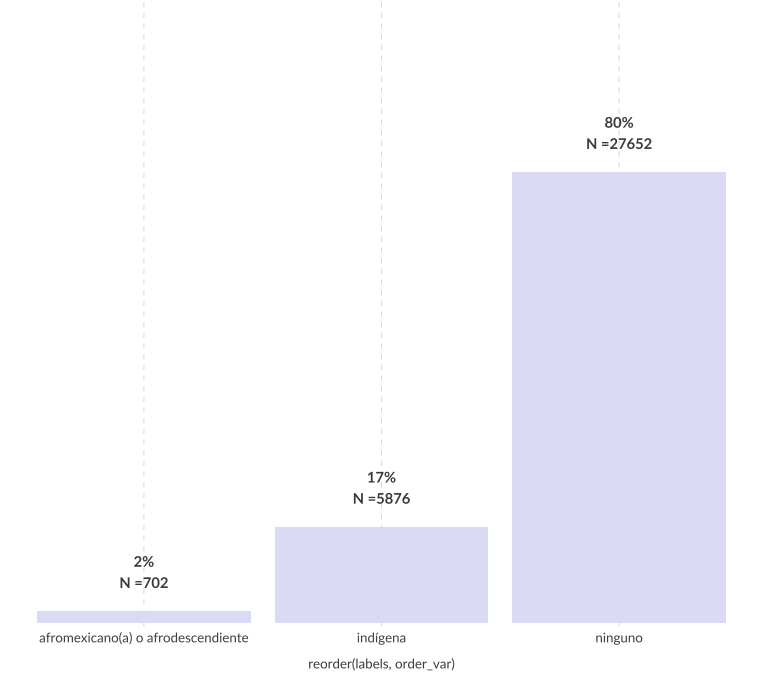 80%
N =27652
17%
N =5876
2%
N =702
afromexicano(a) o afrodescendiente
indígena
ninguno
reorder(labels, order_var)